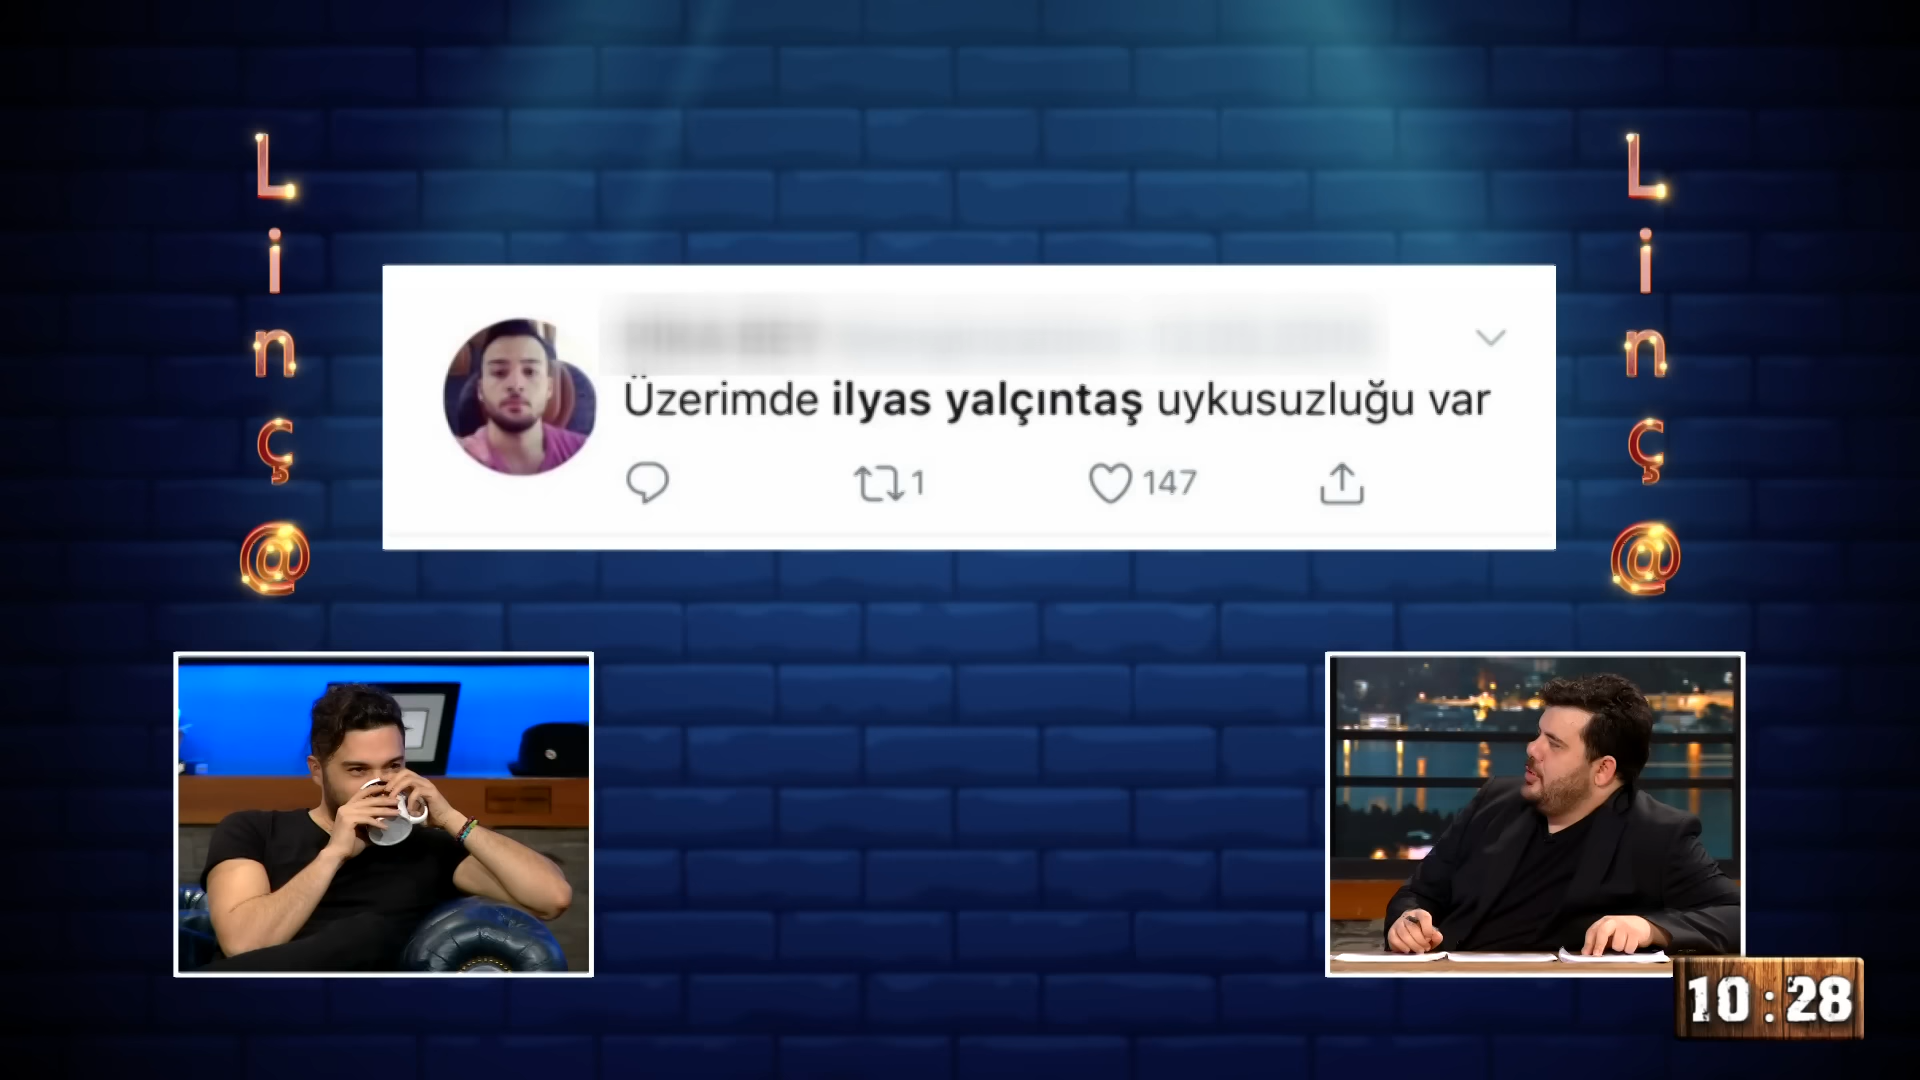 Linç@
Linç@
Üzerimde ilyas yalçıntaş uykusuzluğu var
1
147
10:28